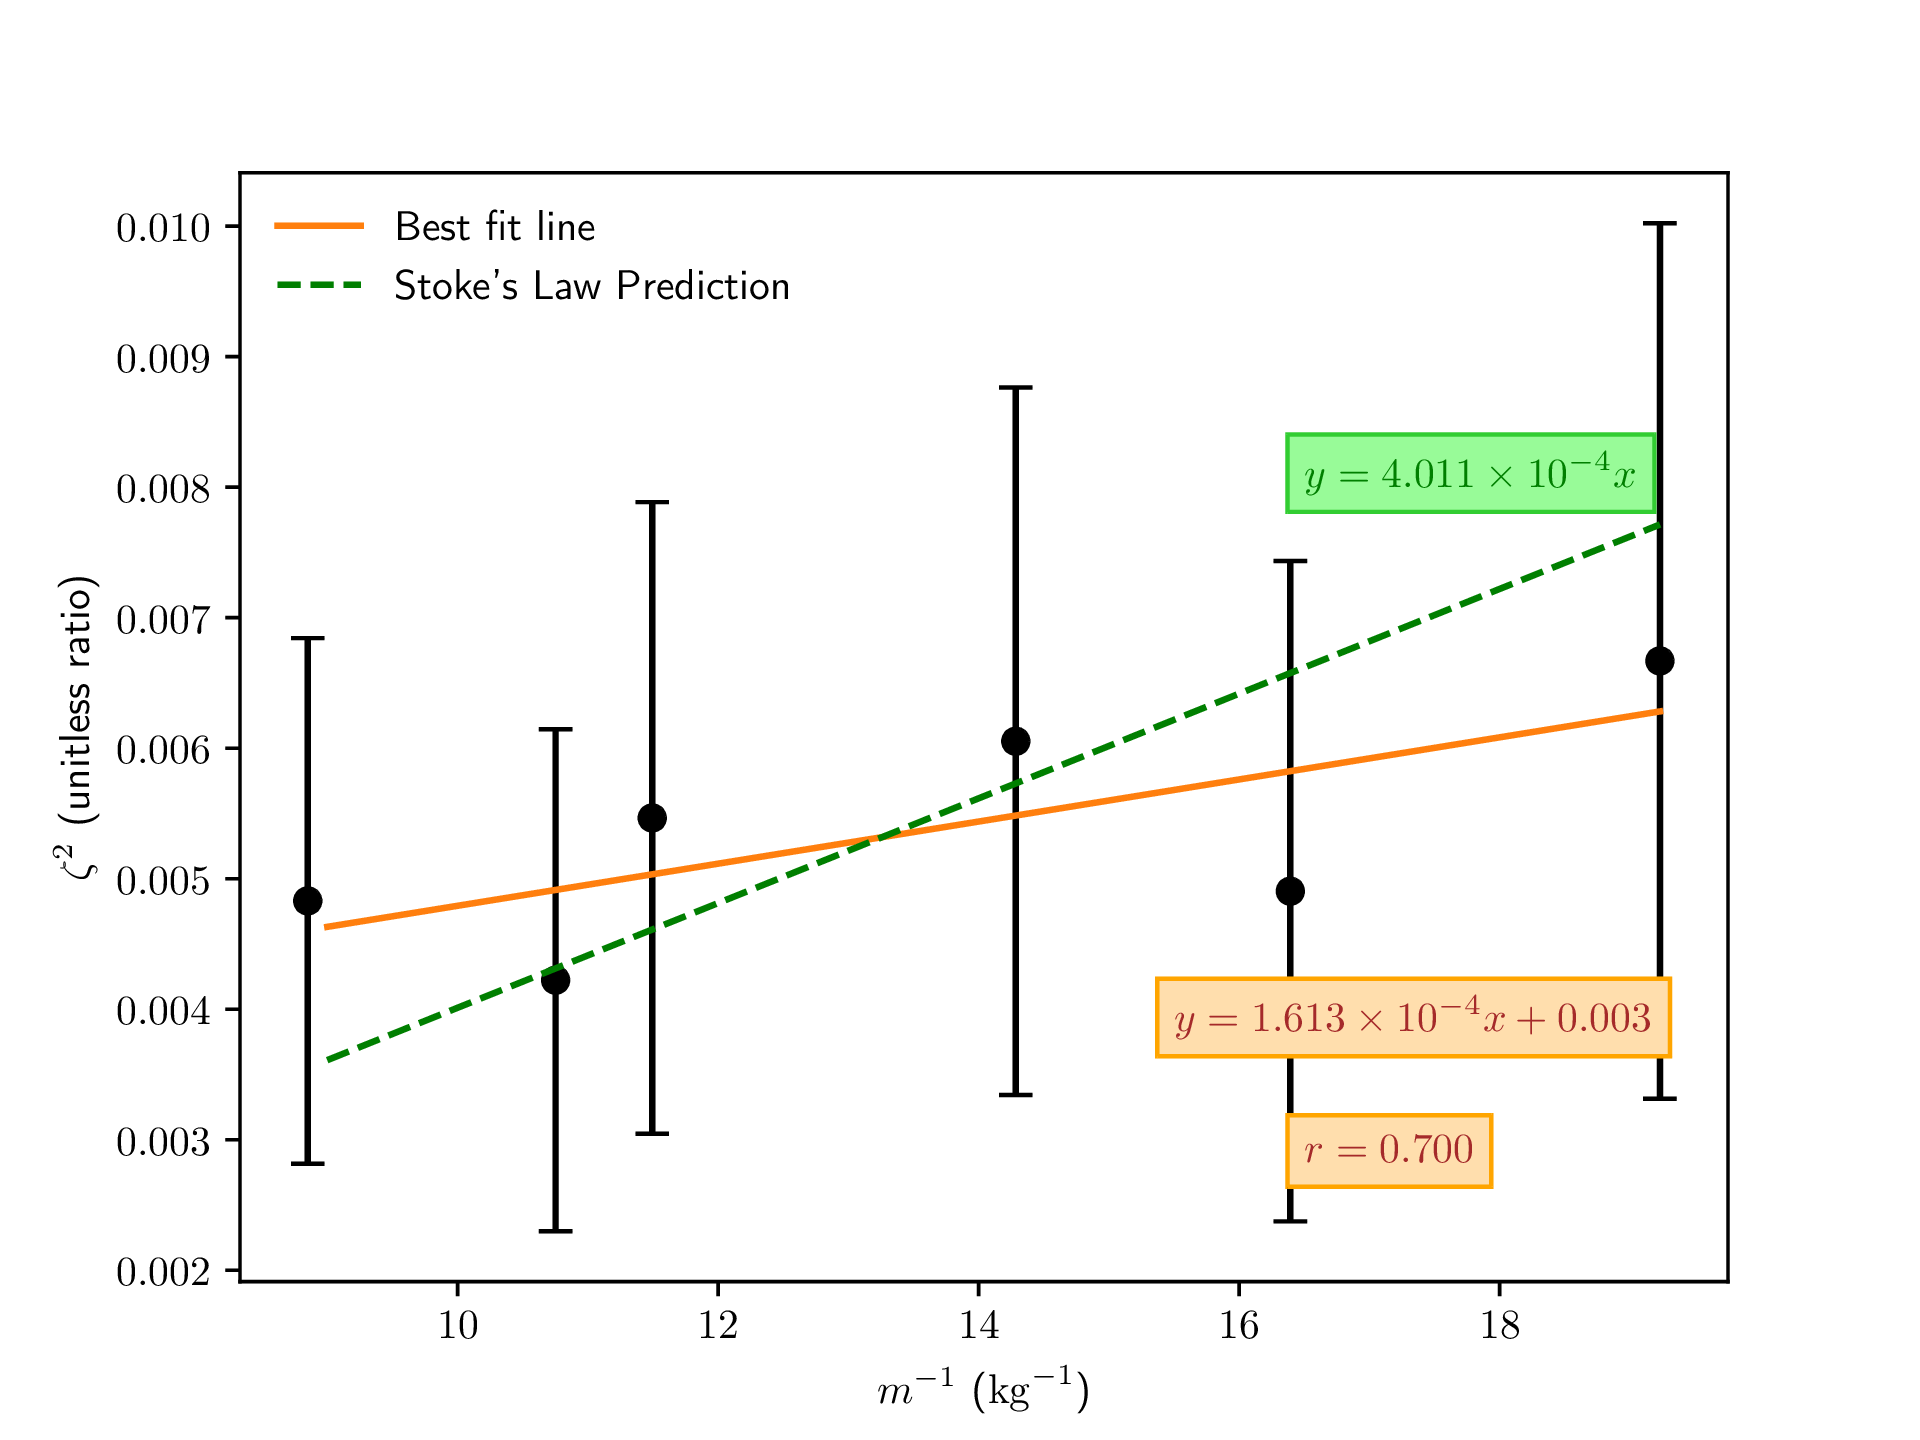 Best fit line
Stoke's Law Prediction
0.010
0.009
0.008
0.007
0.006
0.005
0.004
0.003
0.002
ζ² (unitless ratio)
y = 4.011 × 10⁻⁴x
y = 1.613 × 10⁻⁴x + 0.003
r = 0.700
10 12 14 16 18
m⁻¹ (kg⁻¹)